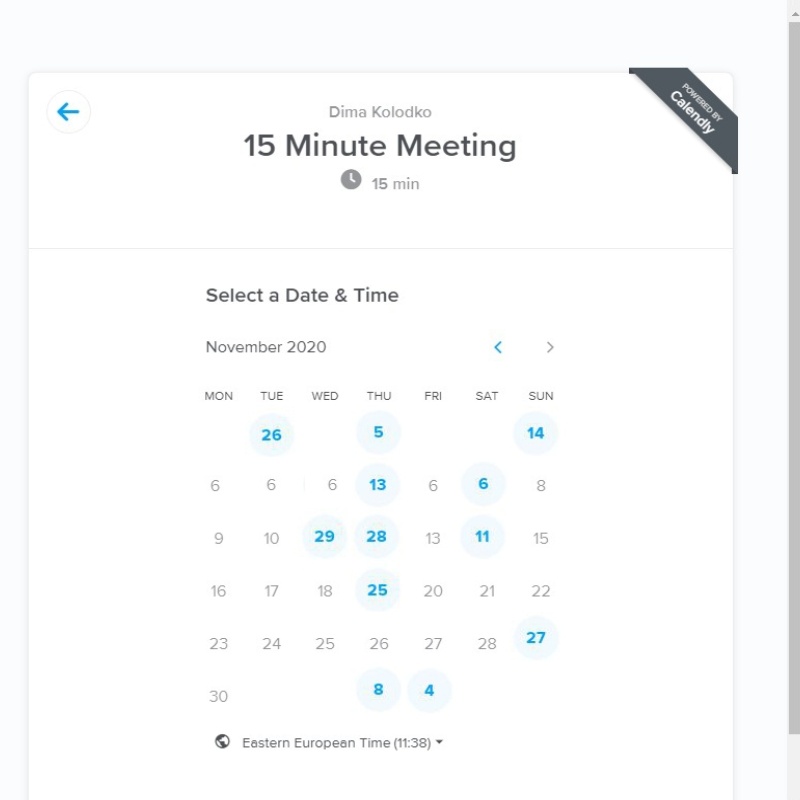 POWERED BY
Calendly
Dima Kolodko
15 Minute Meeting
15 min
Select a Date & Time
November 2020
MON TUE WED THU FRI SAT SUN
26 5 14
6 6 6 13 6 6 8
9 10 29 28 13 11 15
16 17 18 25 20 21 22
23 24 25 26 27 28 27
30 8 4
Eastern European Time (11:38)